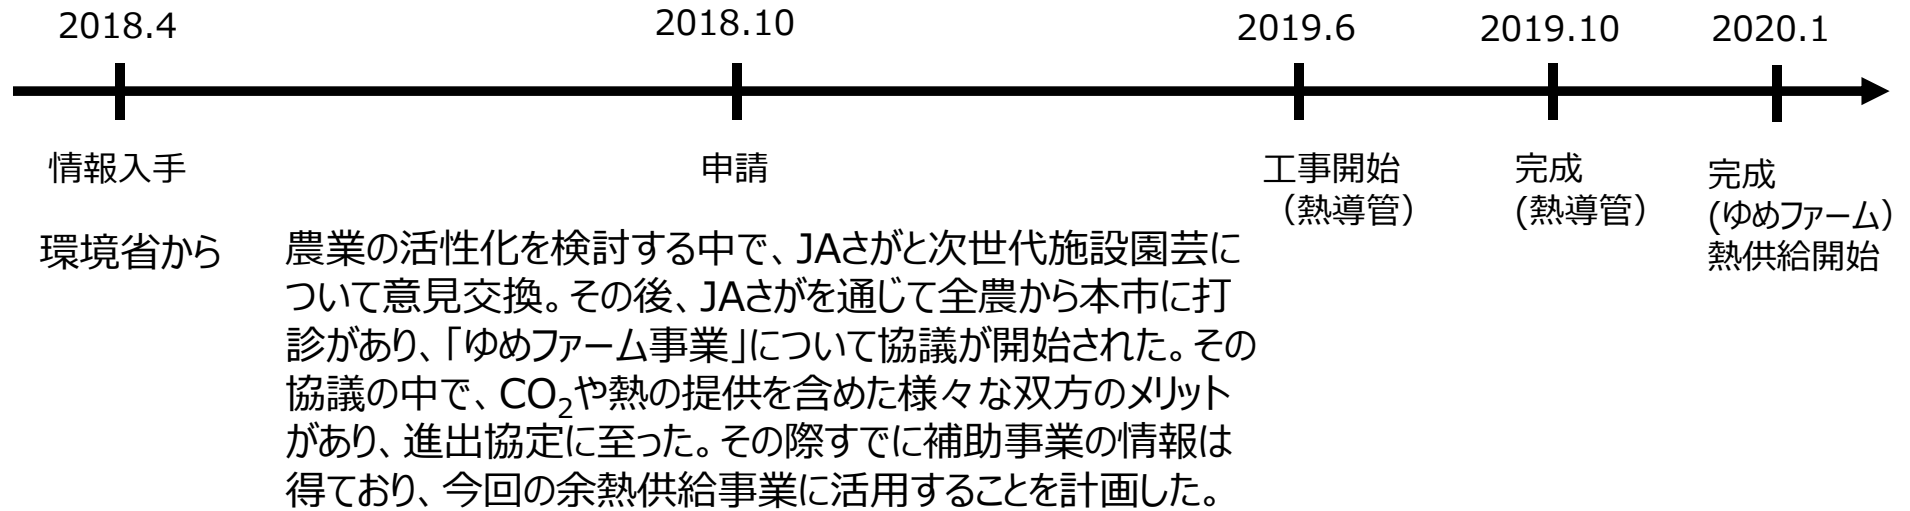 2018.4
2018.10
2019.6
2019.10
2020.1
情報入手
申請
工事開始
（熱導管）
完成
(熱導管）
完成
(ゆめファーム）
熱供給開始
環境省から
農業の活性化を検討する中で、JAさがと次世代施設園芸に
ついて意見交換。その後、JAさがを通じて全農から本市に打
診があり、「ゆめファーム事業」について協議が開始された。その
協議の中で、CO₂や熱の提供を含めた様々な双方のメリット
があり、進出協定に至った。その際すでに補助事業の情報は
得ており、今回の余熱供給事業に活用することを計画した。